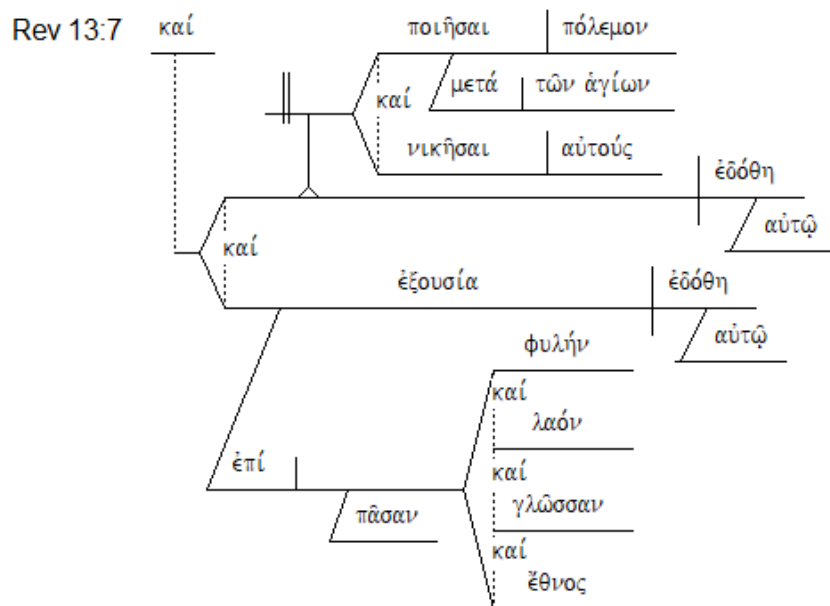 Rev 13:7
καί
ποιῆσαι πόλεμον
καί
μετά τῶν ἁγίων
νικῆσαι αὐτούς
ἐδόθη
αὐτῷ
καί
ἐξουσία ἐδόθη
αὐτῷ
φυλήν
καί
λαόν
ἐπί
καί
πᾶσαν
γλῶσσαν
καί
ἔθνος